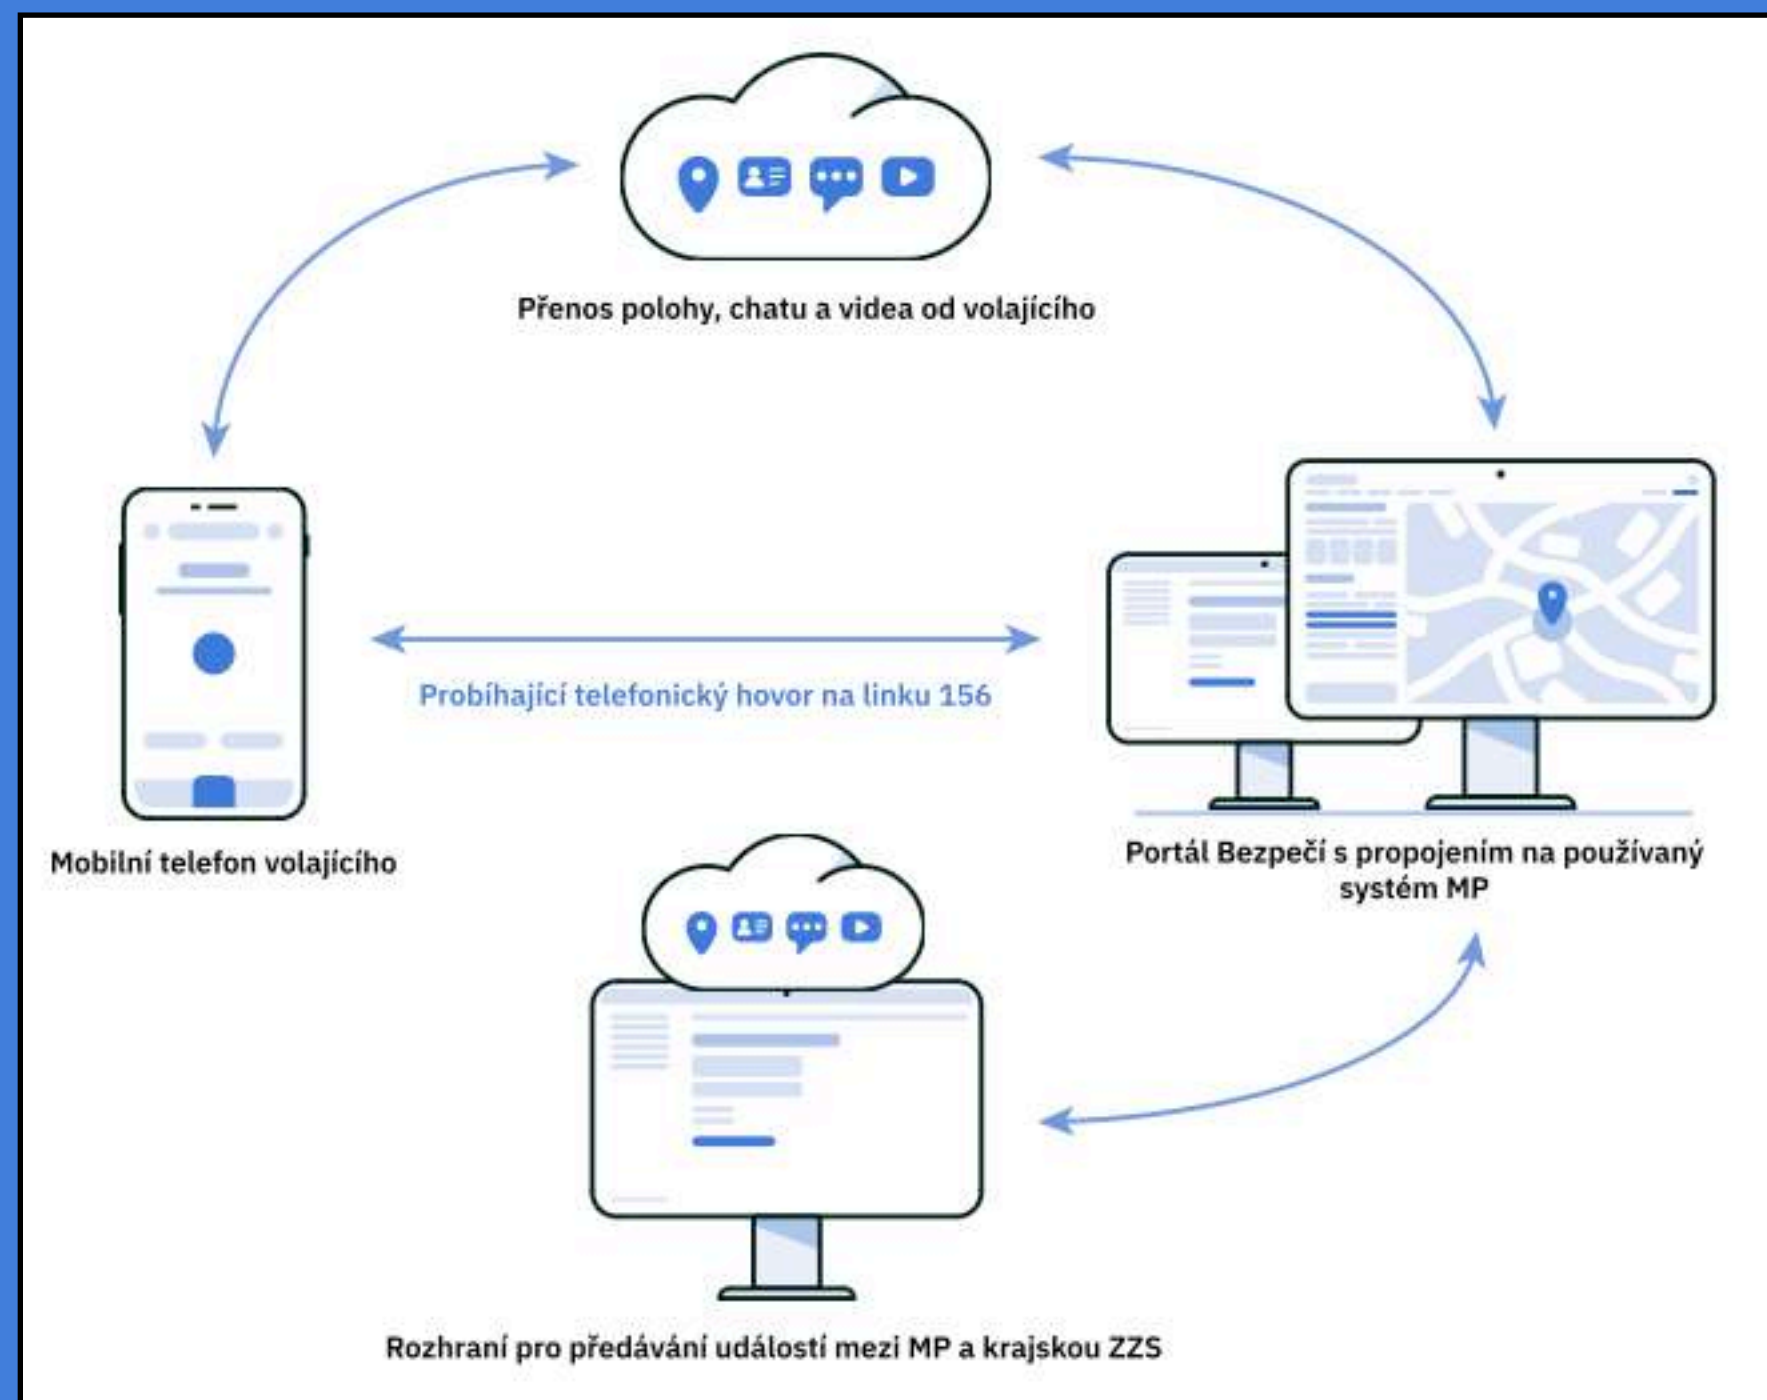 Přenos polohy, chatu a videa od volajícího
Probíhající telefonický hovor na linku 156
Mobilní telefon volajícího
Portál Bezpečí s propojením na používaný
systém MP
Rozhraní pro předávání událostí mezi MP a krajskou ZZS